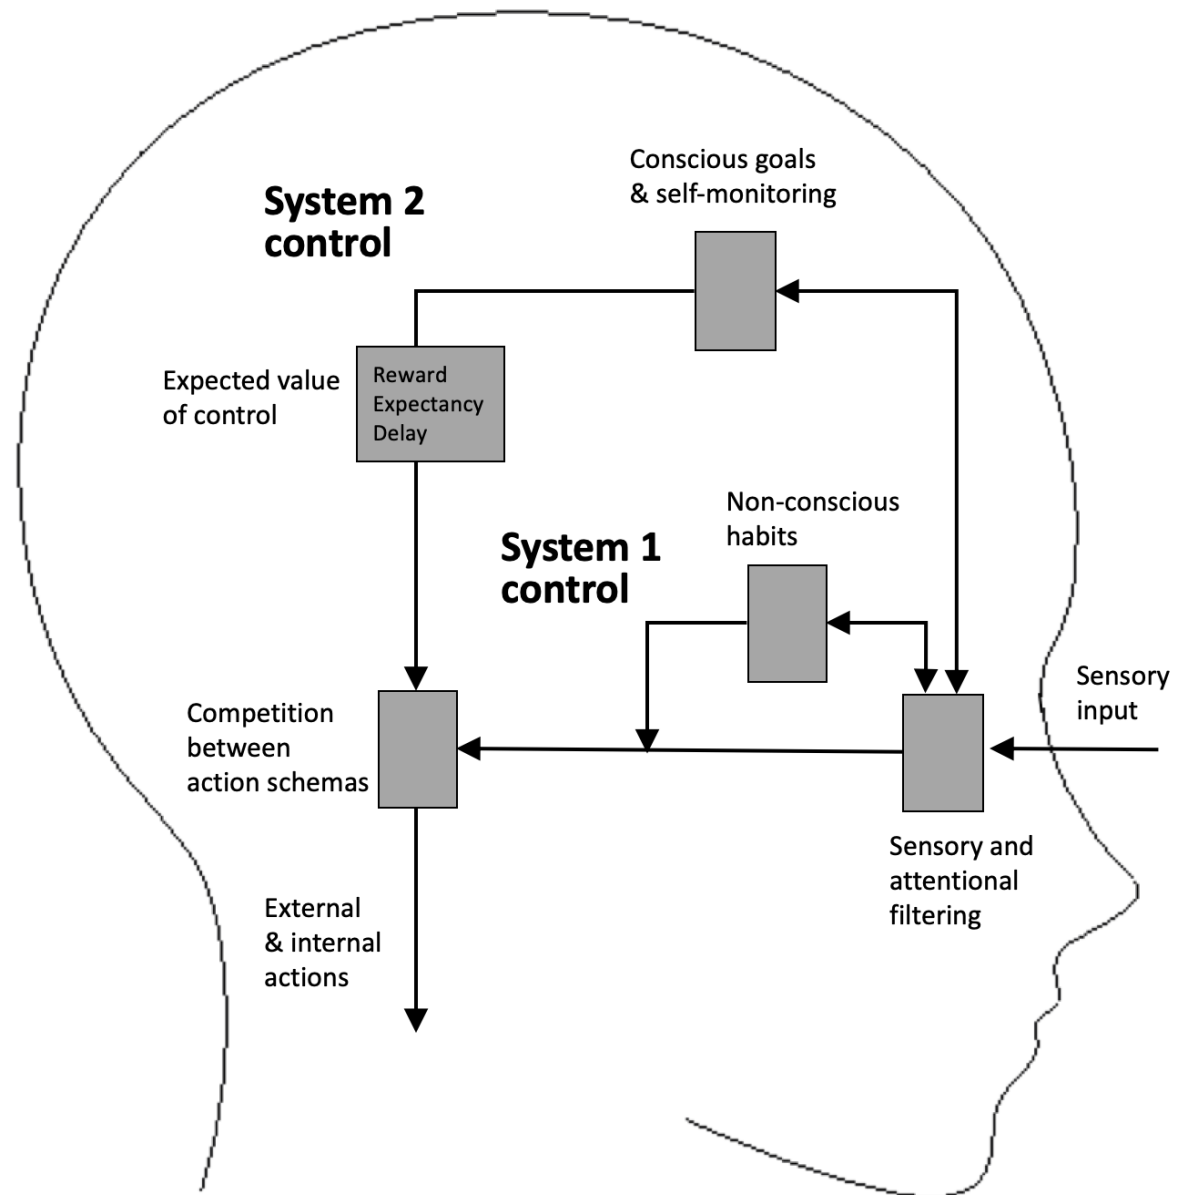 Conscious goals
& self-monitoring
System 2
control
Expected value
of control
Reward
Expectancy
Delay
Non-conscious
habits
System 1
control
Sensory
input
Competition
between
action schemas
Sensory and
attentional
filtering
External
& internal
actions